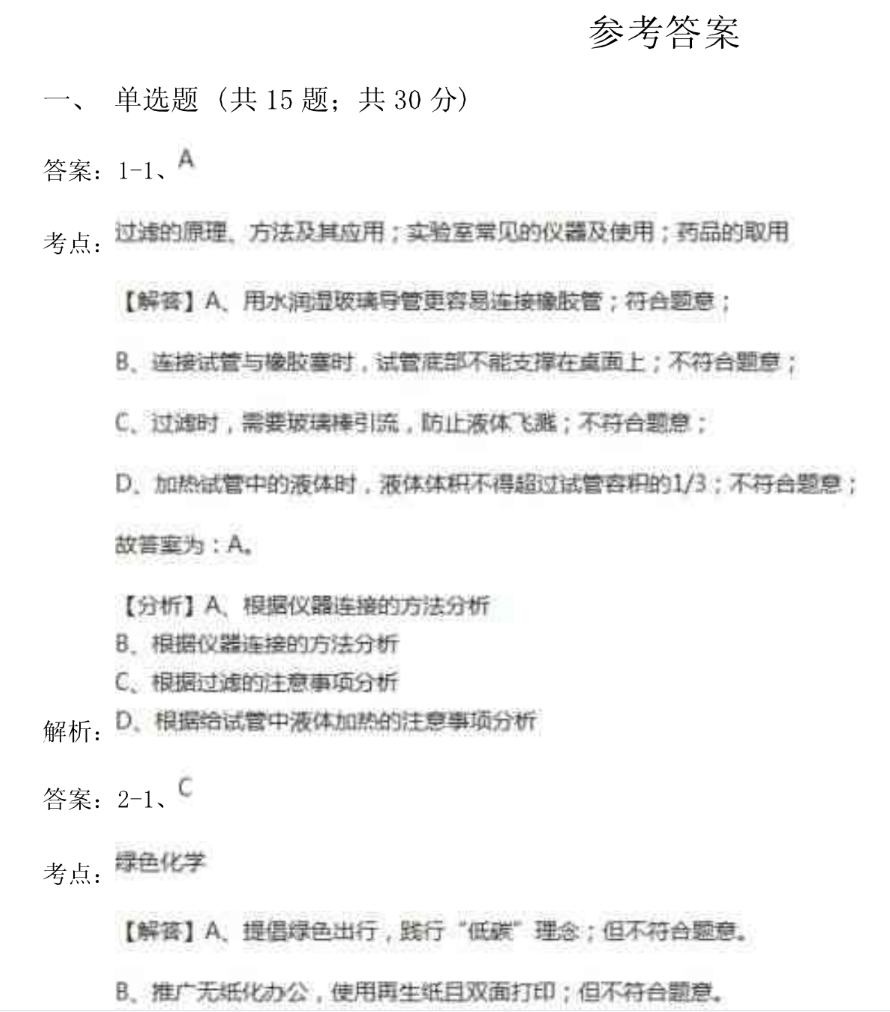 参考答案
一、 单选题 (共 15 题; 共 30 分)
答案: 1-1、A
考点: 过滤的原理、方法及其应用；实验室常见的仪器及使用；药品的取用
【解答】A、用水润湿玻璃导管更容易连接橡胶管；符合题意；
B、连接试管与橡胶塞时，试管底部不能支撑在桌面上；不符合题意；
C、过滤时，需要玻璃棒引流，防止液体飞溅；不符合题意；
D、加热试管中的液体时，液体体积不得超过试管容积的1/3；不符合题意；
故答案为：A。
【分析】A、根据仪器连接的方法分析
B、根据仪器连接的方法分析
C、根据过滤的注意事项分析
解析: D、根据给试管中液体加热的注意事项分析
答案: 2-1、C
考点: 绿色化学
【解答】A、提倡绿色出行，践行“低碳”理念；但不符合题意。
B、推广无纸化办公，使用再生纸且双面打印；但不符合题意。